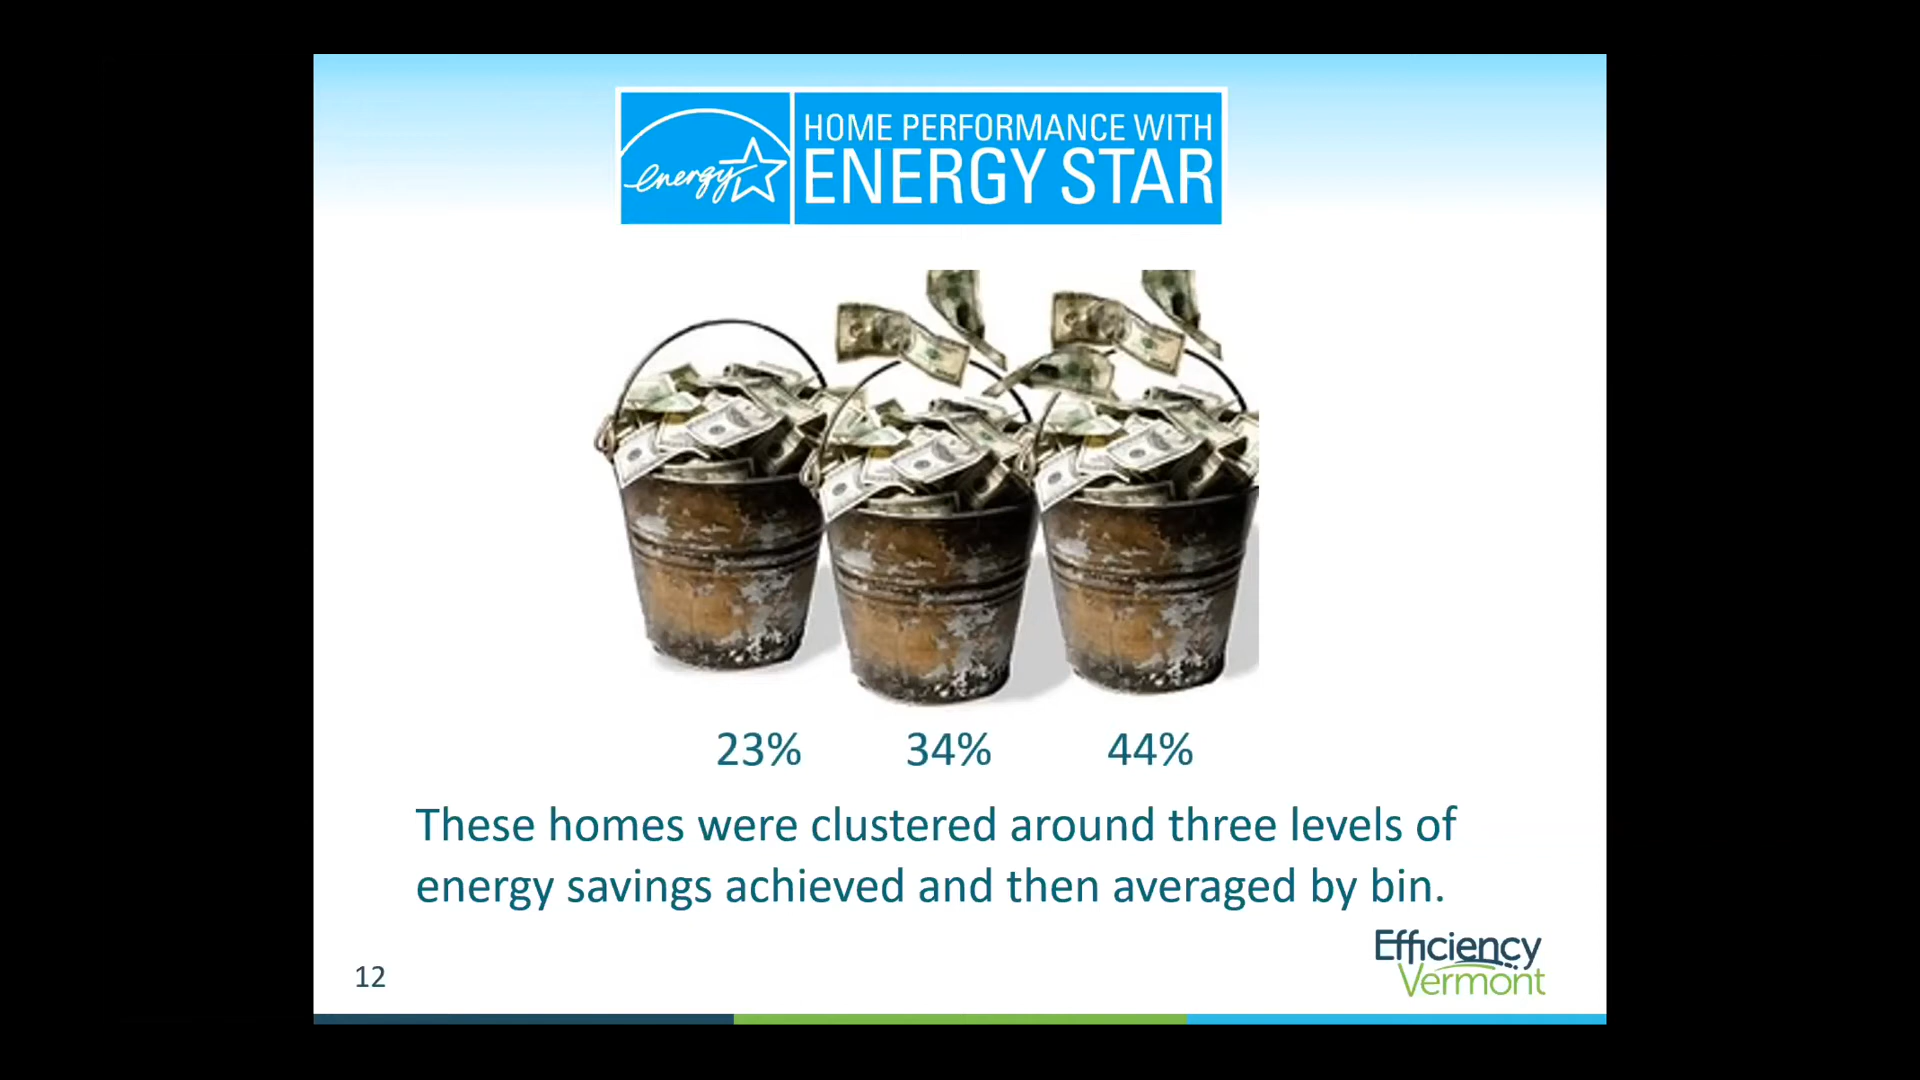 HOME PERFORMANCE WITH
energy
ENERGY STAR
23% 34% 44%
These homes were clustered around three levels of
energy savings achieved and then averaged by bin.
Efficiency
Vermont
12